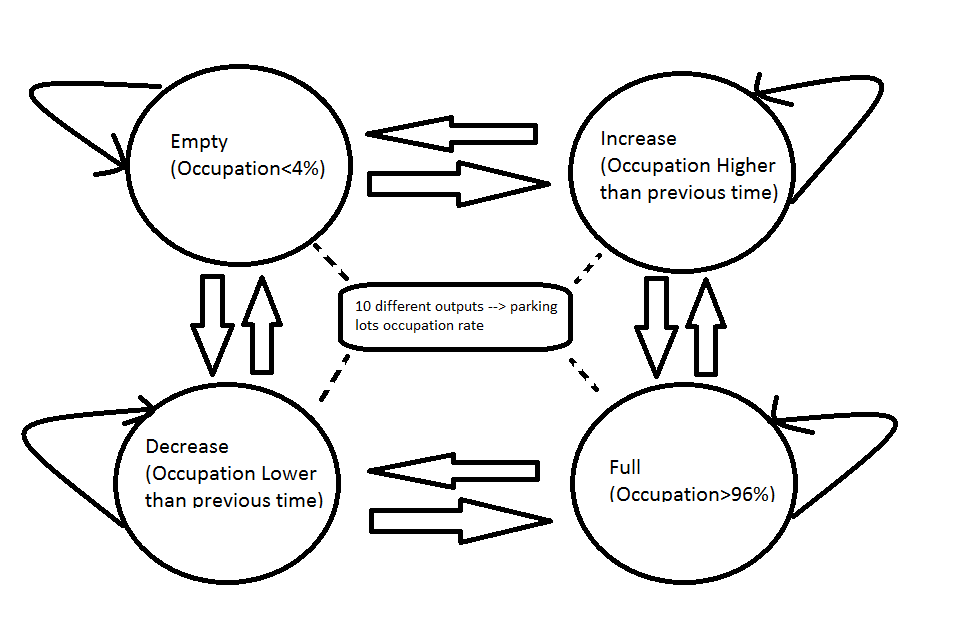 Empty
(Occupation<4%)
Increase
(Occupation Higher
than previous time)
10 different outputs --> parking
lots occupation rate
Decrease
(Occupation Lower
than previous time)
Full
(Occupation>96%)